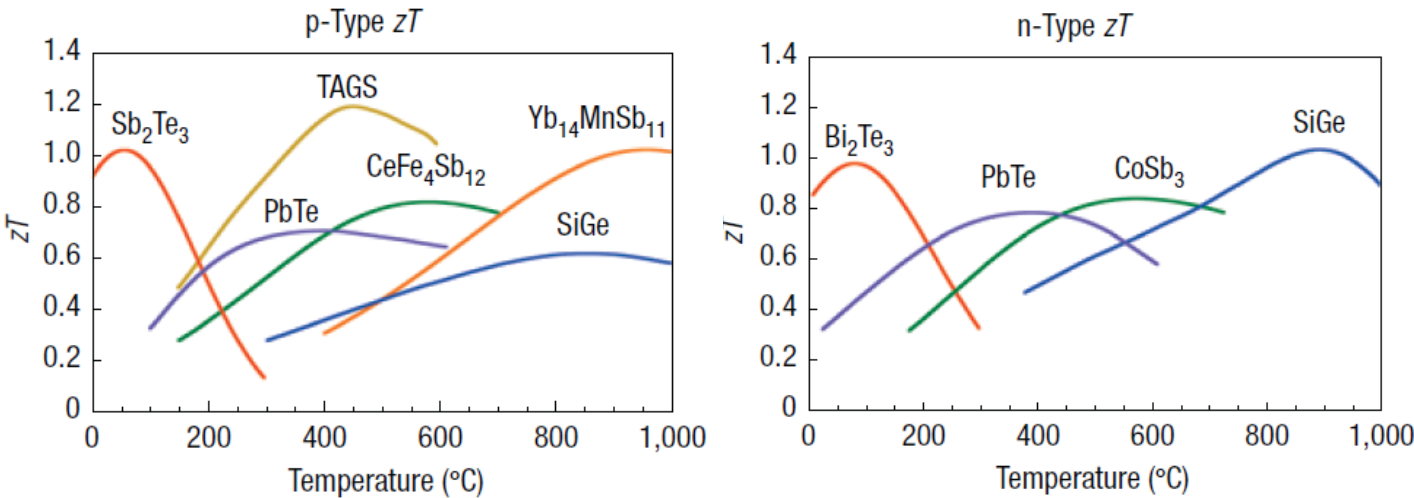 p-Type zT
1.4
1.2
1.0
0.8
0.6
0.4
0.2
0
zT
Sb₂Te₃
TAGS
Yb₁₄MnSb₁₁
CeFe₄Sb₁₂
PbTe
SiGe
0 200 400 600 800 1,000
Temperature (°C)
n-Type zT
1.4
1.2
1.0
0.8
0.6
0.4
0.2
0
zT
Bi₂Te₃
PbTe
CoSb₃
SiGe
0 200 400 600 800 1,000
Temperature (°C)